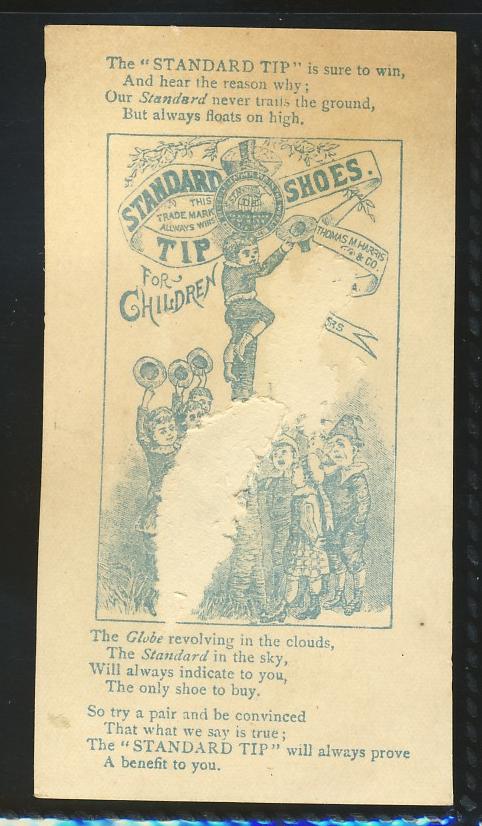 The "STANDARD TIP" is sure to win,
And hear the reason why;
Our Standard never trails the ground,
But always floats on high.
STANDARD SHOES.
THIS
TRADE MARK
ALLWAYS WINS
TIP
FOR
CHILDREN
THOMAS M. HARRIS
& CO.
A.
ERS
The Globe revolving in the clouds,
The Standard in the sky,
Will always indicate to you,
The only shoe to buy.
So try a pair and be convinced
That what we say is true;
The "STANDARD TIP" will always prove
A benefit to you.